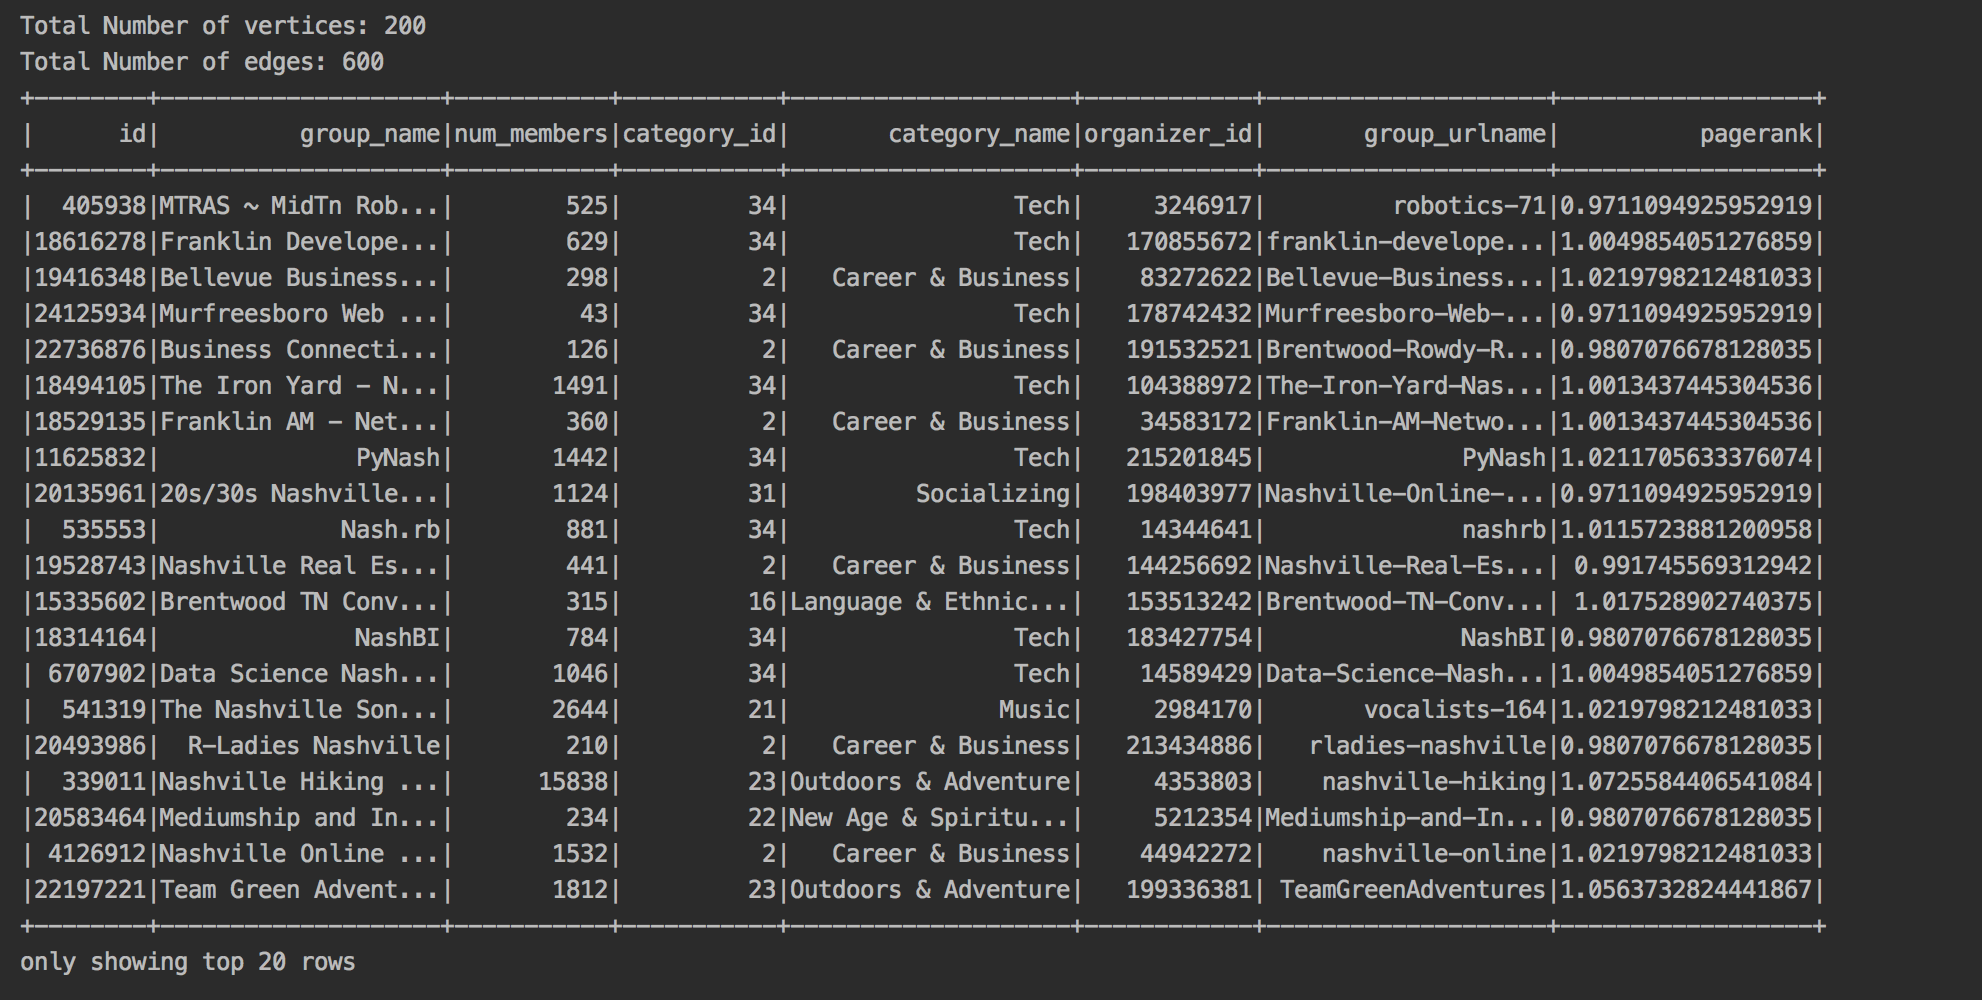 Total Number of vertices: 200
Total Number of edges: 600
+--------+--------------------+-----------+-----------+--------------------+------------+--------------------+------------------+
|      id|          group_name|num_members|category_id|       category_name|organizer_id|       group_urlname|          pagerank|
+--------+--------------------+-----------+-----------+--------------------+------------+--------------------+------------------+
|  405938|MTRAS ~ MidTn Rob...|        525|         34|                Tech|     3246917|         robotics-71|0.9711094925952919|
|18616278|Franklin Develope...|        629|         34|                Tech|   170855672|franklin-develope...|1.0049854051276859|
|19416348|Bellevue Business...|        298|          2|   Career & Business|    83272622|Bellevue-Business...|1.0219798212481033|
|24125934|Murfreesboro Web ...|         43|         34|                Tech|   178742432|Murfreesboro-Web-...|0.9711094925952919|
|22736876|Business Connecti...|        126|          2|   Career & Business|   191532521|Brentwood-Rowdy-R...|0.9807076678128035|
|18494105|The Iron Yard - N...|       1491|         34|                Tech|   104388972|The-Iron-Yard-Nas...|1.0013437445304536|
|18529135|Franklin AM - Net...|        360|          2|   Career & Business|    34583172|Franklin-AM-Netwo...|1.0013437445304536|
|11625832|              PyNash|       1442|         34|                Tech|   215201845|              PyNash|1.0211705633376074|
|20135961|20s/30s Nashville...|       1124|         31|         Socializing|   198403977|Nashville-Online-...|0.9711094925952919|
|  535553|             Nash.rb|        881|         34|                Tech|    14344641|              nashrb|1.0115723881200958|
|19528743|Nashville Real Es...|        441|          2|   Career & Business|   144256692|Nashville-Real-Es...| 0.991745569312942|
|15335602|Brentwood TN Conv...|        315|         16|Language & Ethnic...|   153513242|Brentwood-TN-Conv...| 1.017528902740375|
|18314164|              NashBI|        784|         34|                Tech|   183427754|              NashBI|0.9807076678128035|
| 6707902|Data Science Nash...|       1046|         34|                Tech|    14589429|Data-Science-Nash...|1.0049854051276859|
|  541319|The Nashville Son...|       2644|         21|               Music|     2984170|       vocalists-164|1.0219798212481033|
|20493986|  R-Ladies Nashville|        210|          2|   Career & Business|   213434886|   rladies-nashville|0.9807076678128035|
|  339011|Nashville Hiking ...|      15838|         23|Outdoors & Adventure|     4353803|    nashville-hiking|1.0725584406541084|
|20583464|Mediumship and In...|        234|         22|New Age & Spiritu...|     5212354|Mediumship-and-In...|0.9807076678128035|
| 4126912|Nashville Online ...|       1532|          2|   Career & Business|    44942272|    nashville-online|1.0219798212481033|
|22197221|Team Green Advent...|       1812|         23|Outdoors & Adventure|   199336381| TeamGreenAdventures|1.0563732824441867|
+--------+--------------------+-----------+-----------+--------------------+------------+--------------------+------------------+
only showing top 20 rows